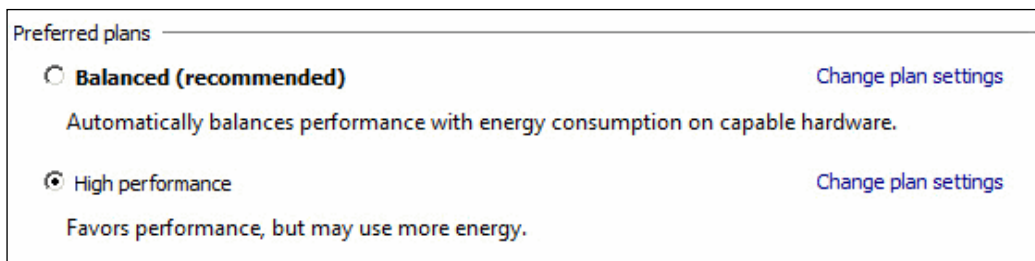 Preferred plans
Balanced (recommended) Change plan settings
Automatically balances performance with energy consumption on capable hardware.
High performance Change plan settings
Favors performance, but may use more energy.